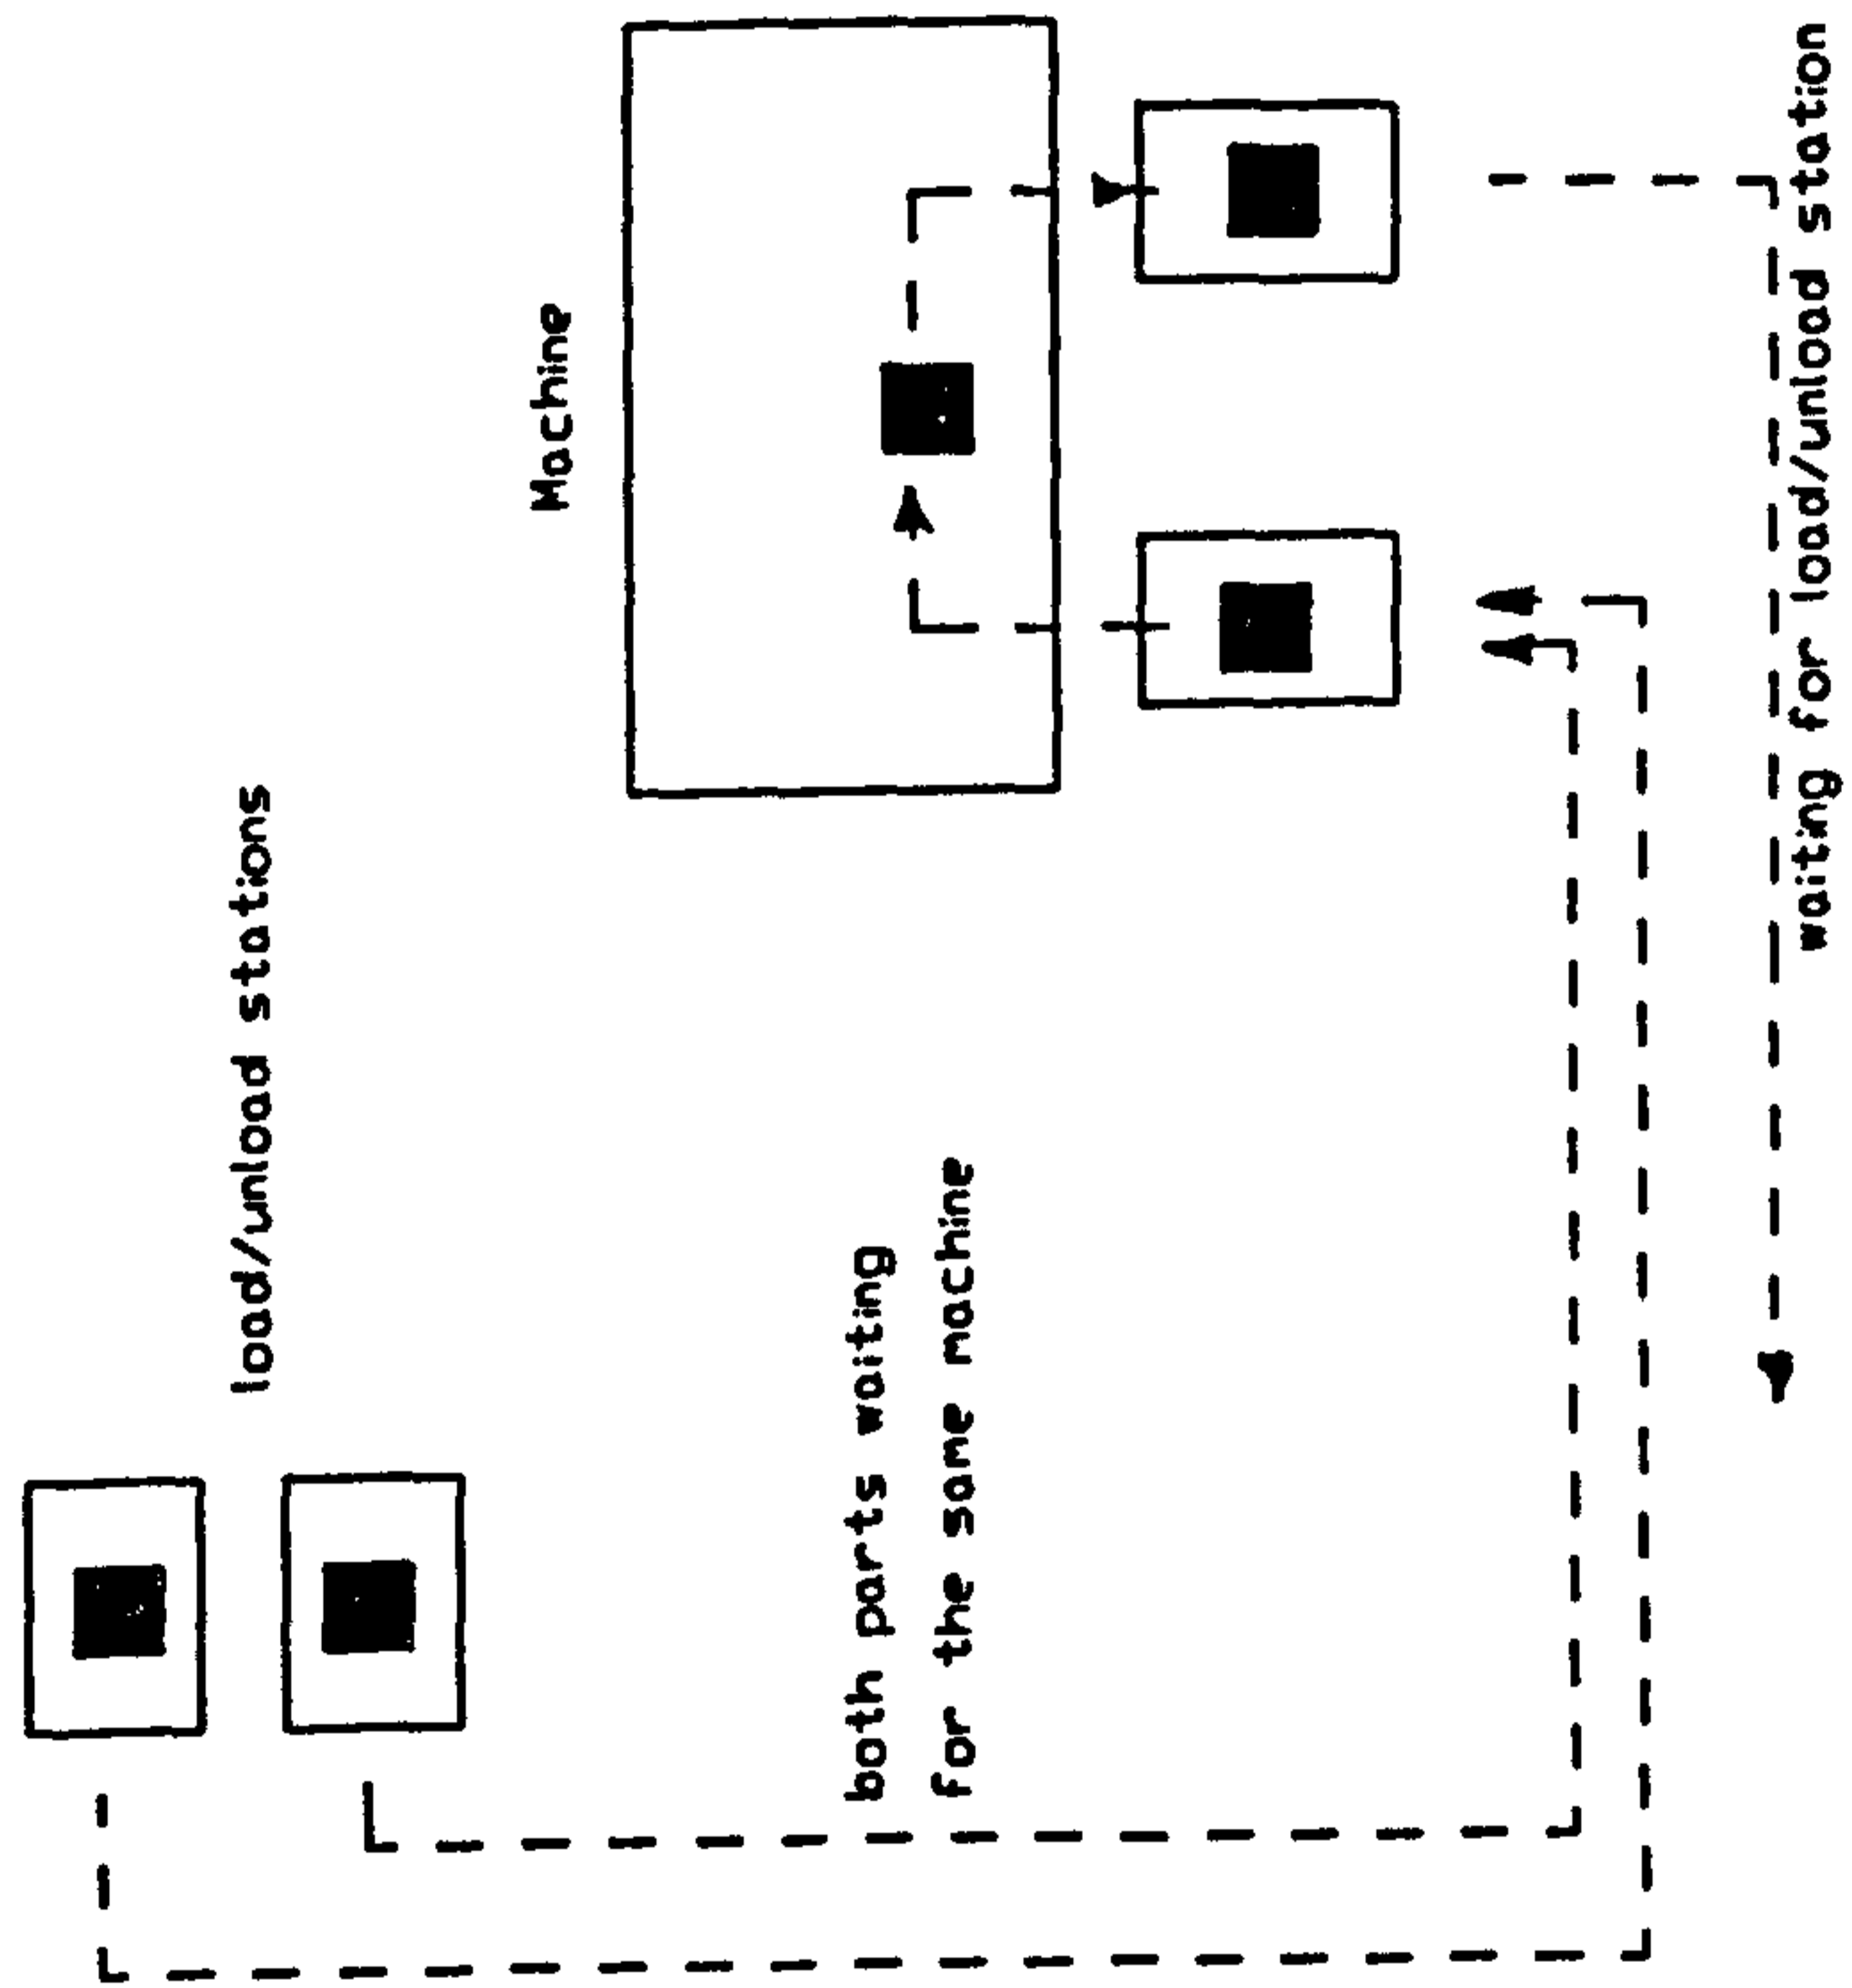 load/unload stations
Machine
both parts waiting
for the same machine
waiting for load/unload station